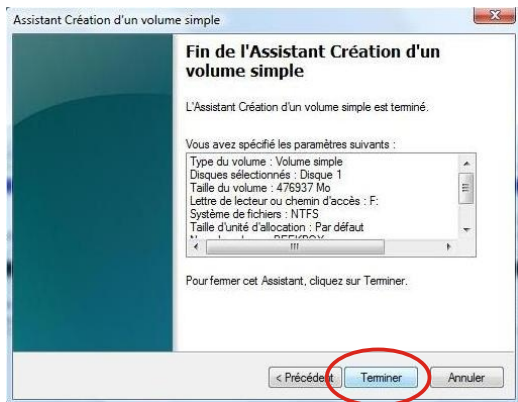 Assistant Création d'un volume simple
Fin de l'Assistant Création d'un
volume simple
L'Assistant Création d'un volume simple est terminé.
Vous avez spécifié les paramètres suivants :
Type du volume : Volume simple
Disques sélectionnés : Disque 1
Taille du volume : 476937 Mo
Lettre de lecteur ou chemin d'accès : F:
Système de fichiers : NTFS
Taille d'unité d'allocation : Par défaut
Pour fermer cet Assistant, cliquez sur Terminer.
< Précédent Terminer Annuler